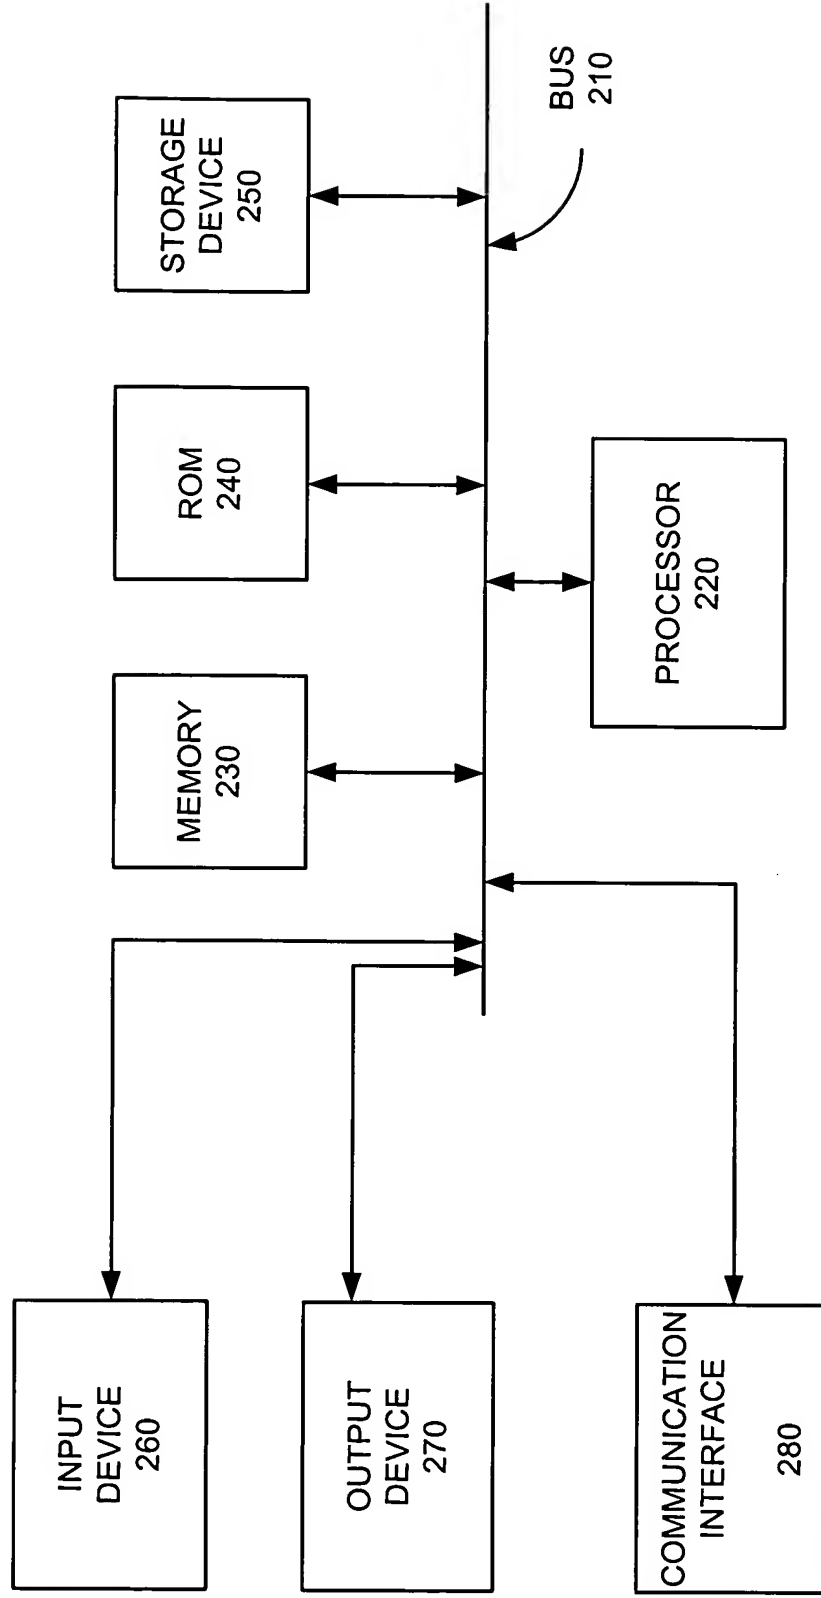 INPUT
DEVICE
260
OUTPUT
DEVICE
270
COMMUNICATION
INTERFACE
280
MEMORY
230
ROM
240
STORAGE
DEVICE
250
PROCESSOR
220
BUS
210